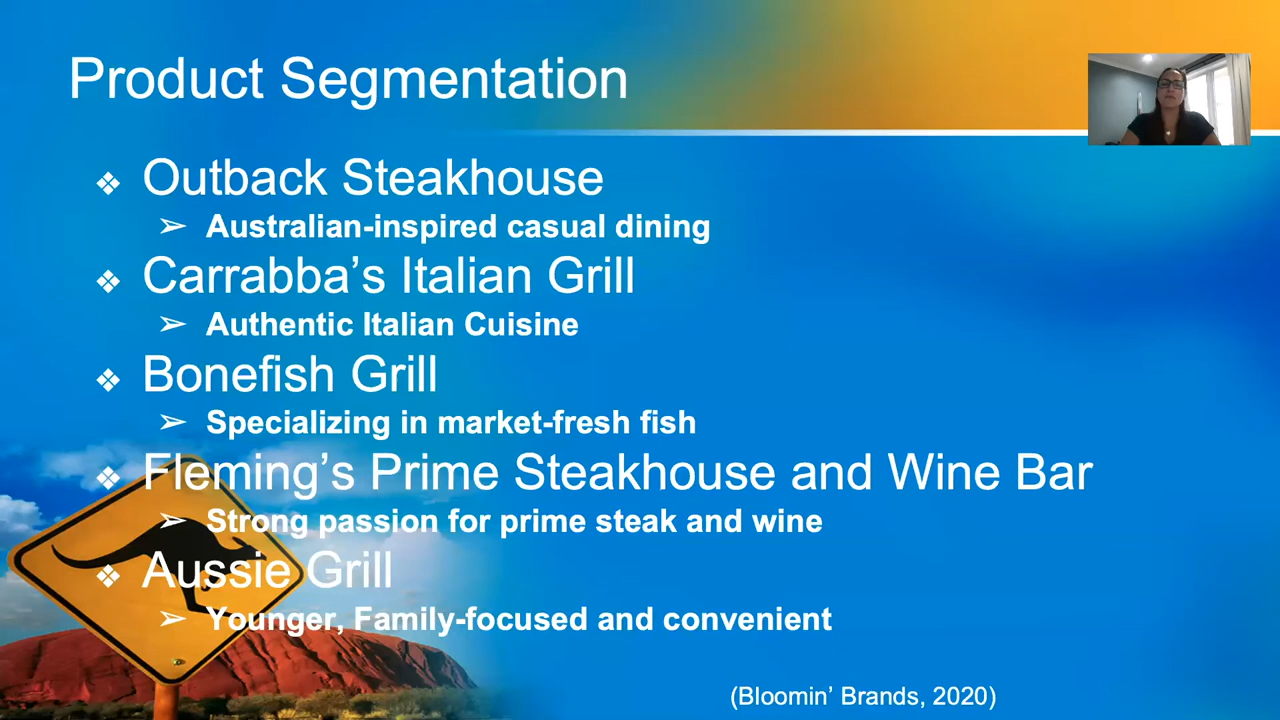 Product Segmentation
❖ Outback Steakhouse
➢ Australian-inspired casual dining
❖ Carrabba’s Italian Grill
➢ Authentic Italian Cuisine
❖ Bonefish Grill
➢ Specializing in market-fresh fish
❖ Fleming’s Prime Steakhouse and Wine Bar
➢ Strong passion for prime steak and wine
❖ Aussie Grill
➢ Younger, Family-focused and convenient
(Bloomin’ Brands, 2020)